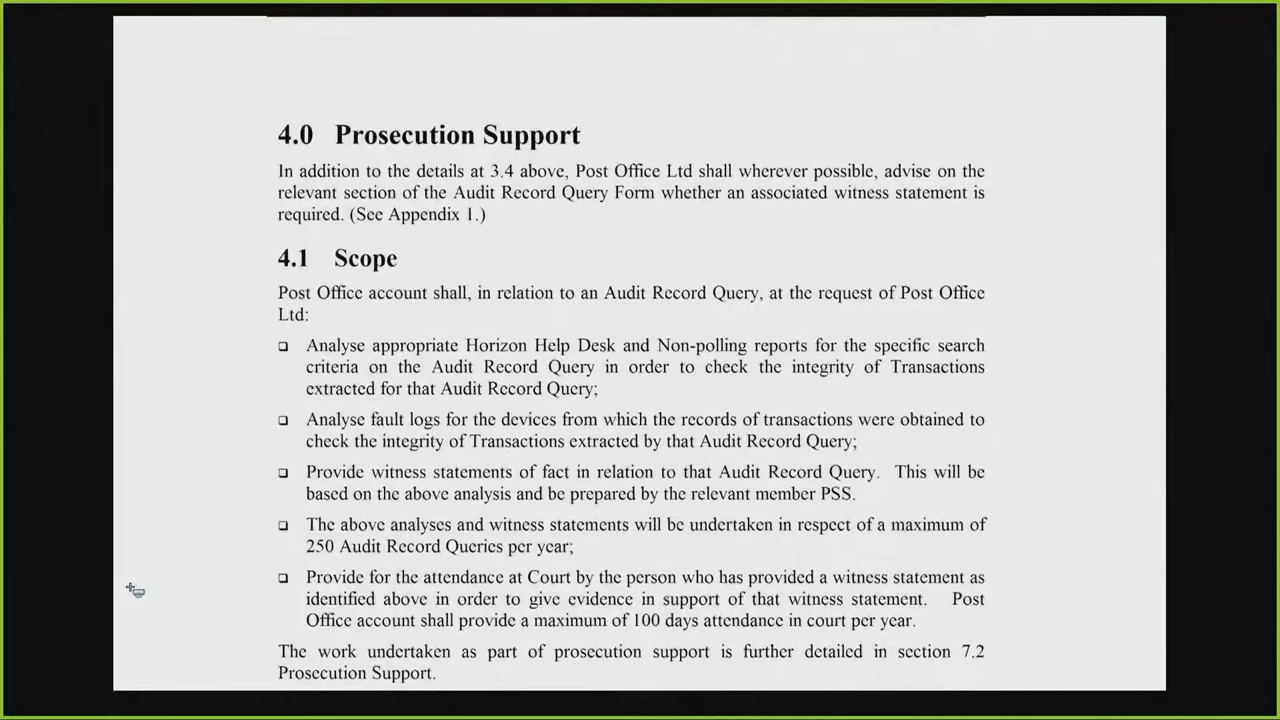 4.0 Prosecution Support
In addition to the details at 3.4 above, Post Office Ltd shall wherever possible, advise on the
relevant section of the Audit Record Query Form whether an associated witness statement is
required. (See Appendix 1.)
4.1 Scope
Post Office account shall, in relation to an Audit Record Query, at the request of Post Office
Ltd:
❑ Analyse appropriate Horizon Help Desk and Non-polling reports for the specific search
criteria on the Audit Record Query in order to check the integrity of Transactions
extracted for that Audit Record Query;
❑ Analyse fault logs for the devices from which the records of transactions were obtained to
check the integrity of Transactions extracted by that Audit Record Query;
❑ Provide witness statements of fact in relation to that Audit Record Query. This will be
based on the above analysis and be prepared by the relevant member PSS.
❑ The above analyses and witness statements will be undertaken in respect of a maximum of
250 Audit Record Queries per year;
❑ Provide for the attendance at Court by the person who has provided a witness statement as
identified above in order to give evidence in support of that witness statement. Post
Office account shall provide a maximum of 100 days attendance in court per year.
The work undertaken as part of prosecution support is further detailed in section 7.2
Prosecution Support.